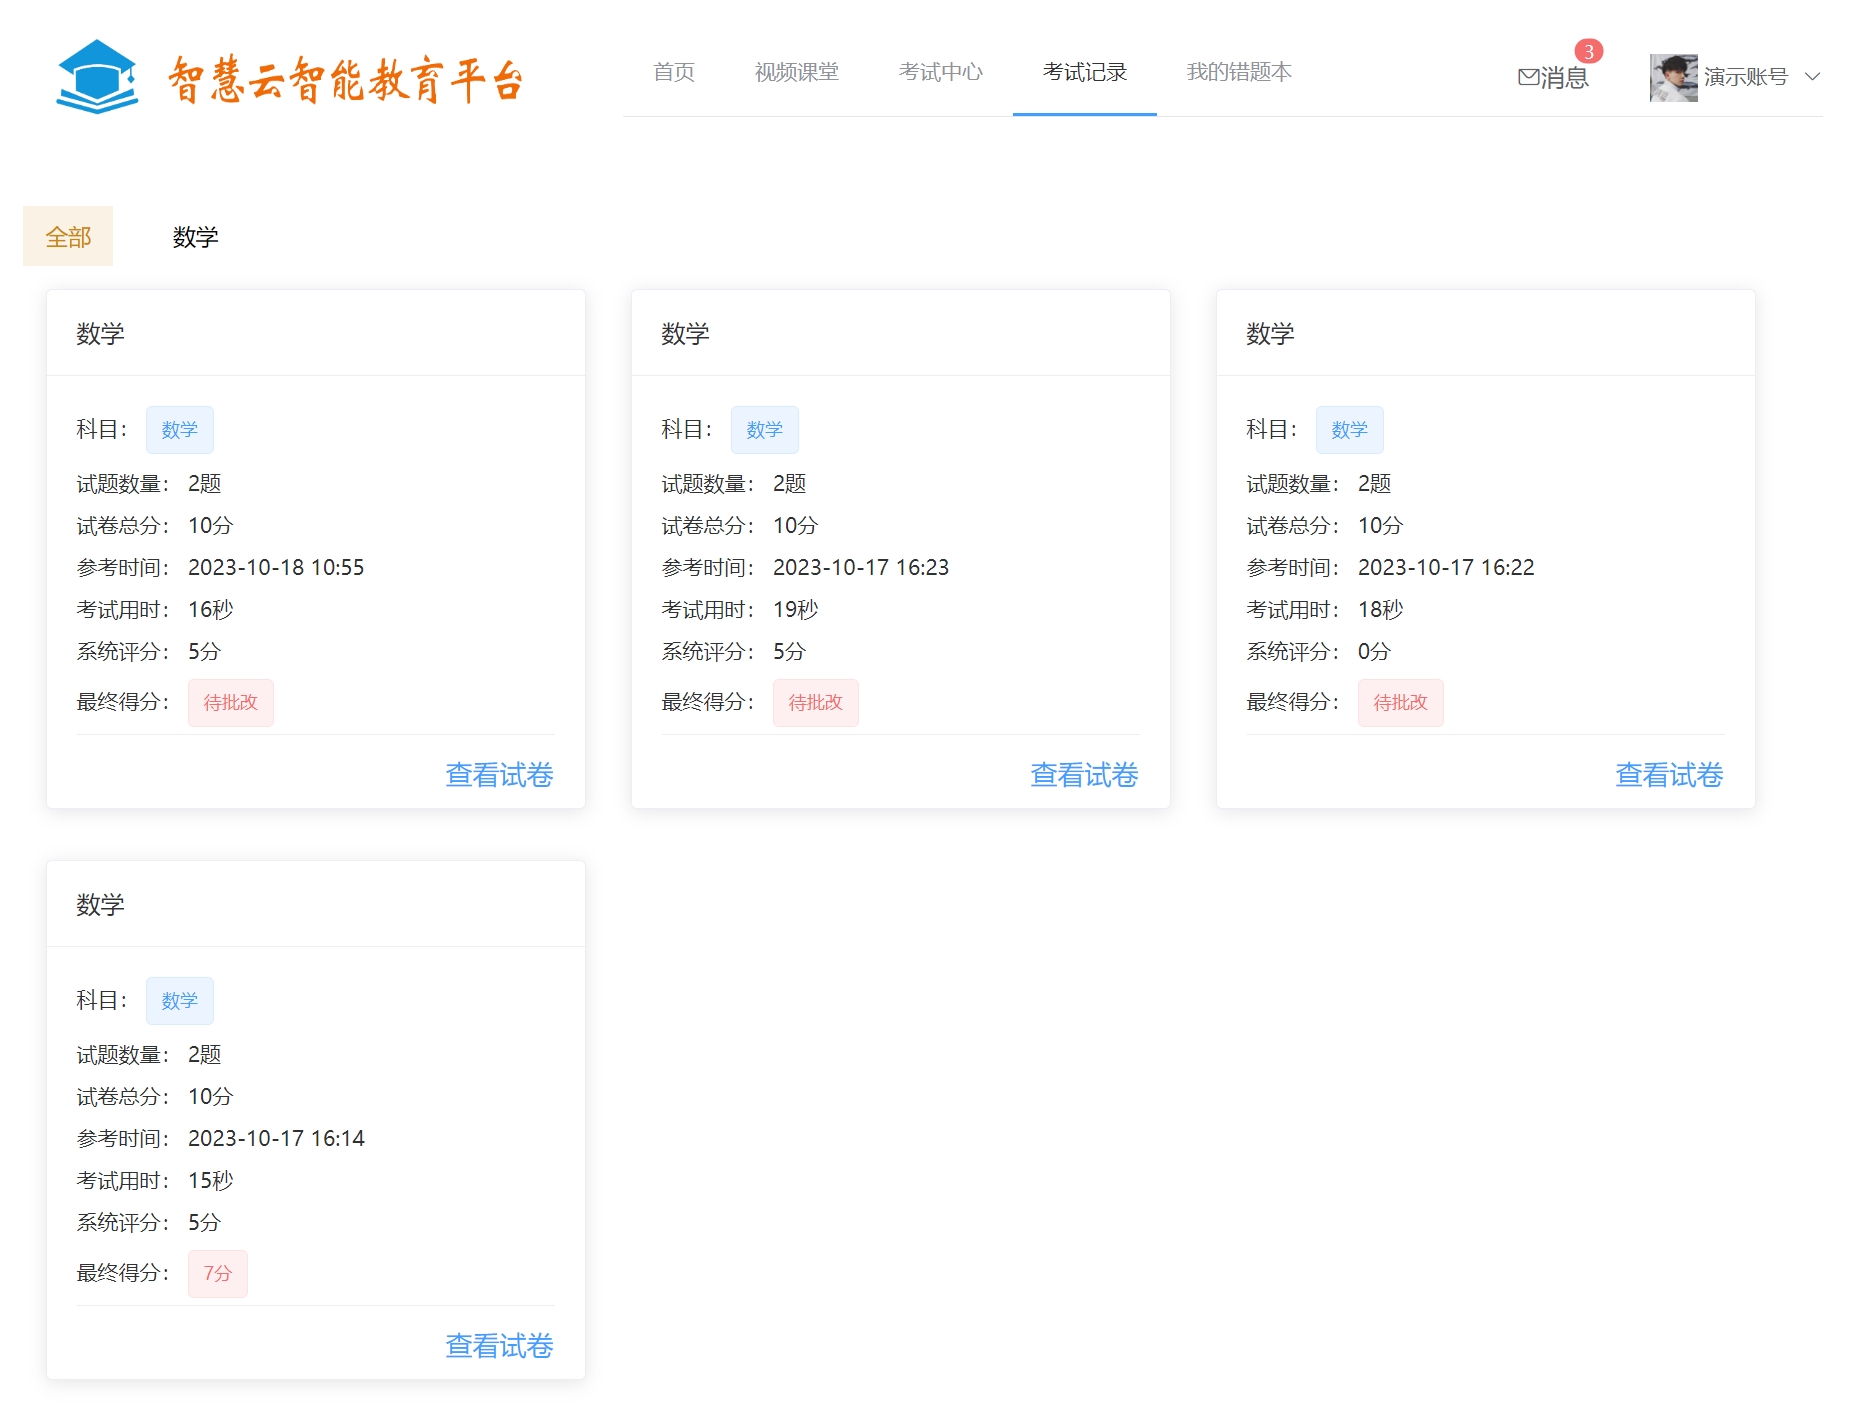 智慧云智能教育平台
首页 视频课堂 考试中心 考试记录 我的错题本
消息 3 演示账号
全部 数学
数学
科目： 数学
试题数量： 2题
试卷总分： 10分
参考时间： 2023-10-18 10:55
考试用时： 16秒
系统评分： 5分
最终得分： 待批改
查看试卷
数学
科目： 数学
试题数量： 2题
试卷总分： 10分
参考时间： 2023-10-17 16:23
考试用时： 19秒
系统评分： 5分
最终得分： 待批改
查看试卷
数学
科目： 数学
试题数量： 2题
试卷总分： 10分
参考时间： 2023-10-17 16:22
考试用时： 18秒
系统评分： 0分
最终得分： 待批改
查看试卷
数学
科目： 数学
试题数量： 2题
试卷总分： 10分
参考时间： 2023-10-17 16:14
考试用时： 15秒
系统评分： 5分
最终得分： 7分
查看试卷